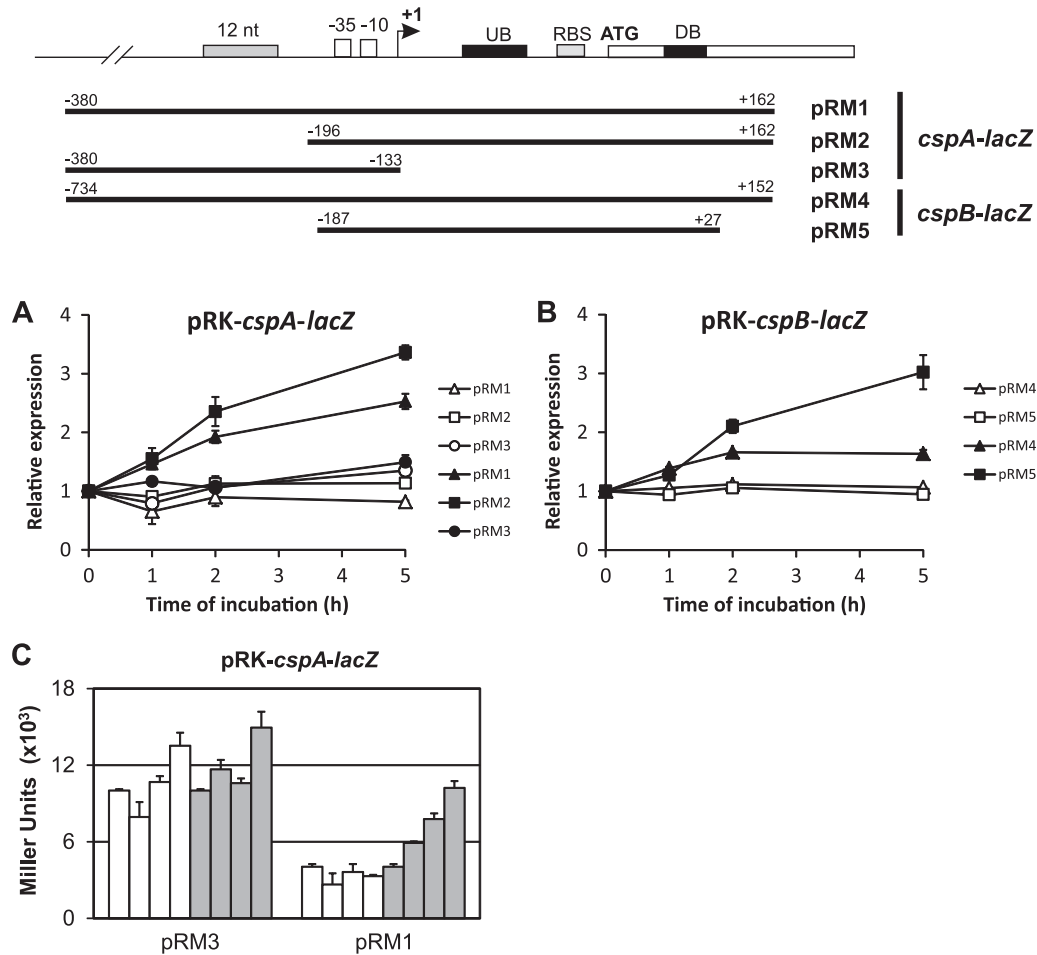 +1
12 nt -35 -10 UB RBS ATG DB
-380 +162 pRM1
-196 +162 pRM2
-380 -133 pRM3
cspA-lacZ
-734 +152 pRM4
-187 +27 pRM5
cspB-lacZ
A
pRK-cspA-lacZ
Relative expression
4
3
2
1
0
0 1 2 3 4 5
Time of incubation (h)
pRM1
pRM2
pRM3
pRM1
pRM2
pRM3
B
pRK-cspB-lacZ
Relative expression
4
3
2
1
0
0 1 2 3 4 5
Time of incubation (h)
pRM4
pRM5
pRM4
pRM5
C
pRK-cspA-lacZ
Miller Units (x10³)
18
12
6
0
pRM3 pRM1